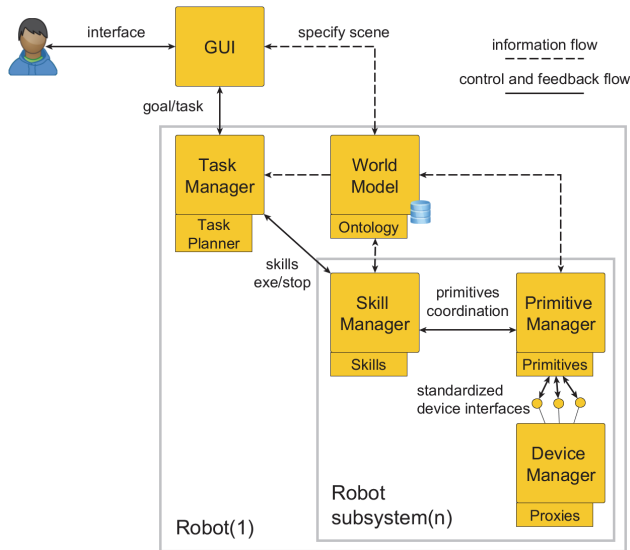 interface
GUI
specify scene
information flow
control and feedback flow
goal/task
Task
Manager
Task
Planner
World
Model
Ontology
skills
exe/stop
Skill
Manager
Skills
primitives
coordination
Primitive
Manager
Primitives
standardized
device interfaces
Device
Manager
Proxies
Robot
subsystem(n)
Robot(1)